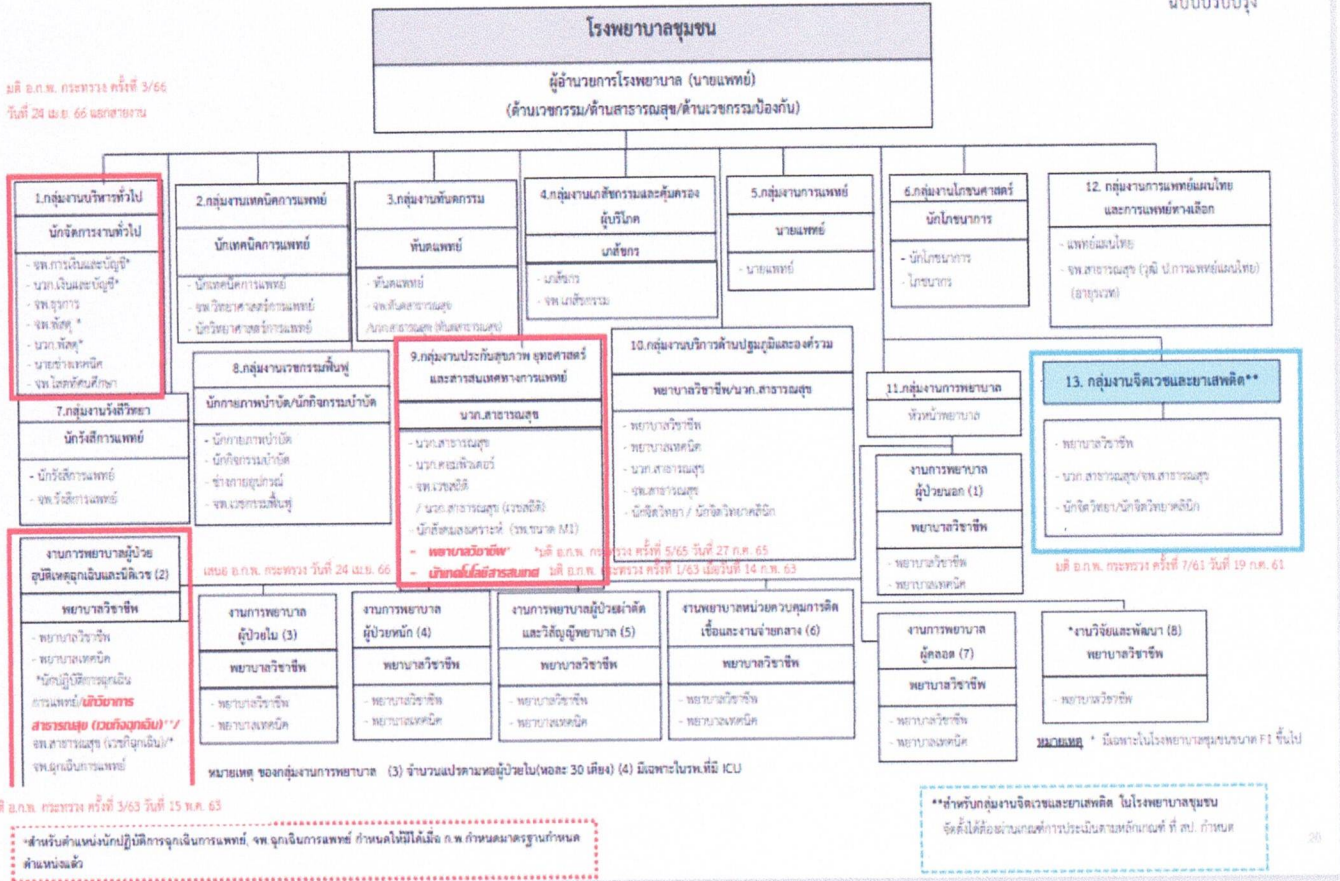 ฉบับปรับปรุง
โรงพยาบาลชุมชน
ผู้อำนวยการโรงพยาบาล (นายแพทย์)
(ด้านเวชกรรม/ด้านสาธารณสุข/ด้านเวชกรรมป้องกัน)
มติ อ.ก.พ. กระทรวง ครั้งที่ 3/66
วันที่ 24 เม.ย. 66 แยกสายงาน
1.กลุ่มงานบริหารทั่วไป
นักจัดการงานทั่วไป
- จพ.การเงินและบัญชี*
- นวก.เงินและบัญชี*
- จพ.ธุรการ
- จพ.พัสดุ *
- นวก.พัสดุ*
- นายช่างเทคนิค
- จพ.โสตทัศนศึกษา
2.กลุ่มงานเทคนิคการแพทย์
นักเทคนิคการแพทย์
- นักเทคนิคการแพทย์
- จพ.วิทยาศาสตร์การแพทย์
- นักวิทยาศาสตร์การแพทย์
3.กลุ่มงานทันตกรรม
ทันตแพทย์
- ทันตแพทย์
- จพ.ทันตสาธารณสุข
/นวก.สาธารณสุข (ทันตสาธารณสุข)
4.กลุ่มงานเภสัชกรรมและคุ้มครอง
ผู้บริโภค
เภสัชกร
- เภสัชกร
- จพ.เภสัชกรรม
5.กลุ่มงานการแพทย์
นายแพทย์
- นายแพทย์
6.กลุ่มงานโภชนศาสตร์
นักโภชนาการ
- นักโภชนาการ
- โภชนากร
12. กลุ่มงานการแพทย์แผนไทย
และการแพทย์ทางเลือก
- แพทย์แผนไทย
- จพ.สาธารณสุข (วุฒิ ป.การแพทย์แผนไทย)
(อายุรเวท)
7.กลุ่มงานรังสีวิทยา
นักรังสีการแพทย์
- นักรังสีการแพทย์
- จพ.รังสีการแพทย์
8.กลุ่มงานเวชกรรมฟื้นฟู
นักกายภาพบำบัด/นักกิจกรรมบำบัด
- นักกายภาพบำบัด
- นักกิจกรรมบำบัด
- ช่างกายอุปกรณ์
- จพ.เวชกรรมฟื้นฟู
9.กลุ่มงานประกันสุขภาพ ยุทธศาสตร์
และสารสนเทศทางการแพทย์
นวก.สาธารณสุข
- นวก.สาธารณสุข
- นวก.คอมพิวเตอร์
- จพ.เวชสถิติ
/ นวก.สาธารณสุข (เวชสถิติ)
- นักสังคมสงเคราะห์ (รพ.ขนาด M1)
- พยาบาลวิชาชีพ* *มติ อ.ก.พ. กระทรวง ครั้งที่ 5/65 วันที่ 27 ก.ค. 65
- นักเทคโนโลยีสารสนเทศ มติ อ.ก.พ. กระทรวง ครั้งที่ 1/63 เมื่อวันที่ 14 ก.พ. 63
10.กลุ่มงานบริการด้านปฐมภูมิและองค์รวม
พยาบาลวิชาชีพ/นวก.สาธารณสุข
- พยาบาลวิชาชีพ
- พยาบาลเทคนิค
- นวก.สาธารณสุข
- จพ.สาธารณสุข
- นักจิตวิทยา / นักจิตวิทยาคลินิก
11.กลุ่มงานการพยาบาล
หัวหน้าพยาบาล
13. กลุ่มงานจิตเวชและยาเสพติด**
- พยาบาลวิชาชีพ
- นวก.สาธารณสุข/จพ.สาธารณสุข
- นักจิตวิทยา/นักจิตวิทยาคลินิก
มติ อ.ก.พ. กระทรวง ครั้งที่ 7/61 วันที่ 19 ก.ค. 61
งานการพยาบาล
ผู้ป่วยนอก (1)
พยาบาลวิชาชีพ
- พยาบาลวิชาชีพ
- พยาบาลเทคนิค
งานการพยาบาลผู้ป่วย
อุบัติเหตุฉุกเฉินและนิติเวช (2)
พยาบาลวิชาชีพ
- พยาบาลวิชาชีพ
- พยาบาลเทคนิค
*นักปฏิบัติการฉุกเฉิน
การแพทย์/นักวิชาการ
สาธารณสุข (เวชกิจฉุกเฉิน)**/
จพ.สาธารณสุข (เวชกิจฉุกเฉิน)/*
จพ.ฉุกเฉินการแพทย์
เสนอ อ.ก.พ. กระทรวง วันที่ 24 เม.ย. 66
งานการพยาบาล
ผู้ป่วยใน (3)
พยาบาลวิชาชีพ
- พยาบาลวิชาชีพ
- พยาบาลเทคนิค
งานการพยาบาล
ผู้ป่วยหนัก (4)
พยาบาลวิชาชีพ
- พยาบาลวิชาชีพ
- พยาบาลเทคนิค
งานการพยาบาลผู้ป่วยผ่าตัด
และวิสัญญีพยาบาล (5)
พยาบาลวิชาชีพ
- พยาบาลวิชาชีพ
- พยาบาลเทคนิค
งานพยาบาลหน่วยควบคุมการติด
เชื้อและงานจ่ายกลาง (6)
พยาบาลวิชาชีพ
- พยาบาลวิชาชีพ
- พยาบาลเทคนิค
งานการพยาบาล
ผู้คลอด (7)
พยาบาลวิชาชีพ
- พยาบาลวิชาชีพ
- พยาบาลเทคนิค
*งานวิจัยและพัฒนา (8)
พยาบาลวิชาชีพ
- พยาบาลวิชาชีพ
หมายเหตุ * มีเฉพาะในโรงพยาบาลชุมชนขนาด F1 ขึ้นไป
หมายเหตุ ของกลุ่มงานการพยาบาล (3) จำนวนแปรตามหอผู้ป่วยใน(หอละ 30 เตียง) (4) มีเฉพาะในรพ.ที่มี ICU
อ.ก.พ. กระทรวง ครั้งที่ 3/63 วันที่ 15 พ.ค. 63
*สำหรับตำแหน่งนักปฏิบัติการฉุกเฉินการแพทย์, จพ.ฉุกเฉินการแพทย์ กำหนดให้มีได้เมื่อ ก.พ.กำหนดมาตรฐานกำหนด
ตำแหน่งแล้ว
**สำหรับกลุ่มงานจิตเวชและยาเสพติด ในโรงพยาบาลชุมชน
จัดตั้งได้ต้องผ่านเกณฑ์การประเมินตามหลักเกณฑ์ ที่ สป. กำหนด